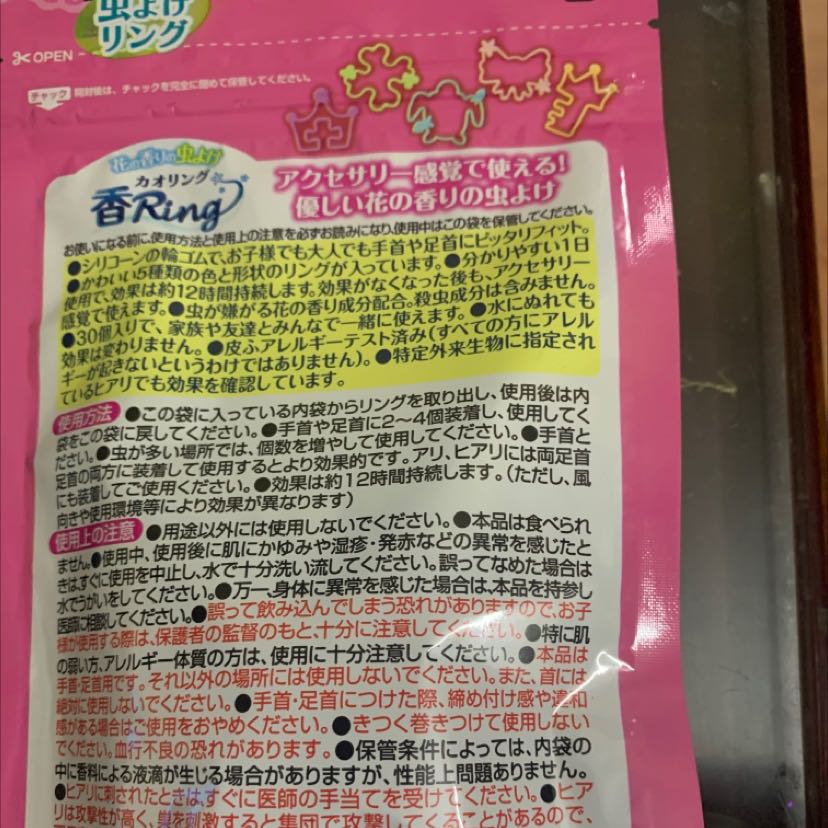 虫よけ
リング
✂OPEN
チャック 開封後は、チャックを完全に閉めて保管してください。
花の香りの虫よけ
カオリング
香Ring
アクセサリー感覚で使える!
優しい花の香りの虫よけ
お使いになる前に、使用方法と使用上の注意を必ずお読みになり、使用中はこの袋を保管してください。
●シリコーンの輪ゴムで、お子様でも大人でも手首や足首にピッタリフィット。
●かわいい5種類の色と形状のリングが入っています。●分かりやすい1日
使用で、効果は約12時間持続します。効果がなくなった後も、アクセサリー
感覚で使えます。●虫が嫌がる花の香り成分配合。殺虫成分は含みません。
●30個入りで、家族や友達とみんなで一緒に使えます。●水にぬれても
効果は変わりません。●皮ふアレルギーテスト済み(すべての方にアレル
ギーが起きないというわけではありません)。●特定外来生物に指定され
ているヒアリでも効果を確認しています。
使用方法 ●この袋に入っている内袋からリングを取り出し、使用後は内
袋をこの袋に戻してください。●手首や足首に2〜4個装着し、使用してく
ださい。●虫が多い場所では、個数を増やして使用してください。●手首と
足首の両方に装着して使用するとより効果的です。アリ、ヒアリには両足首
にも装着してご使用ください。●効果は約12時間持続します。(ただし、風
向きや使用環境等により効果が異なります)
使用上の注意 ●用途以外には使用しないでください。●本品は食べられ
ません。●使用中、使用後に肌にかゆみや湿疹・発赤などの異常を感じたと
きは、すぐに使用を中止し、水で十分洗い流してください。誤ってなめた場合は
水でうがいをしてください。●万一、身体に異常を感じた場合は、本品を持参し
医師に相談してください。●誤って飲み込んでしまう恐れがありますので、お子
様が使用する際は、保護者の監督のもと、十分に注意してください。●特に肌
の弱い方、アレルギー体質の方は、使用に十分注意してください。●本品は
手首・足首用です。それ以外の場所には使用しないでください。また、首には
絶対に使用しないでください。●手首・足首につけた際、締め付け感や違和
感がある場合はご使用をおやめください。●きつく巻きつけて使用しない
でください。血行不良の恐れがあります。●保管条件によっては、内袋の
中に香料による液滴が生じる場合がありますが、性能上問題ありません。
●ヒアリに刺されたときは、すぐに医師の手当てを受けてください。●ヒア
リは攻撃性が高く、巣を刺激すると集団で攻撃してくることがあるので、